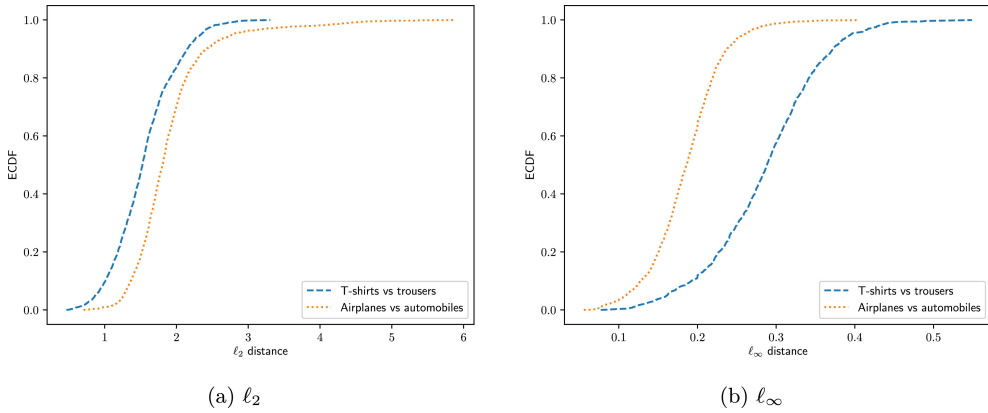 1.0
0.8
0.6
0.4
0.2
0.0
ECDF
1 2 3 4 5 6
ℓ2 distance
T-shirts vs trousers
Airplanes vs automobiles
(a) ℓ2
1.0
0.8
0.6
0.4
0.2
0.0
ECDF
0.1 0.2 0.3 0.4 0.5
ℓ∞ distance
T-shirts vs trousers
Airplanes vs automobiles
(b) ℓ∞